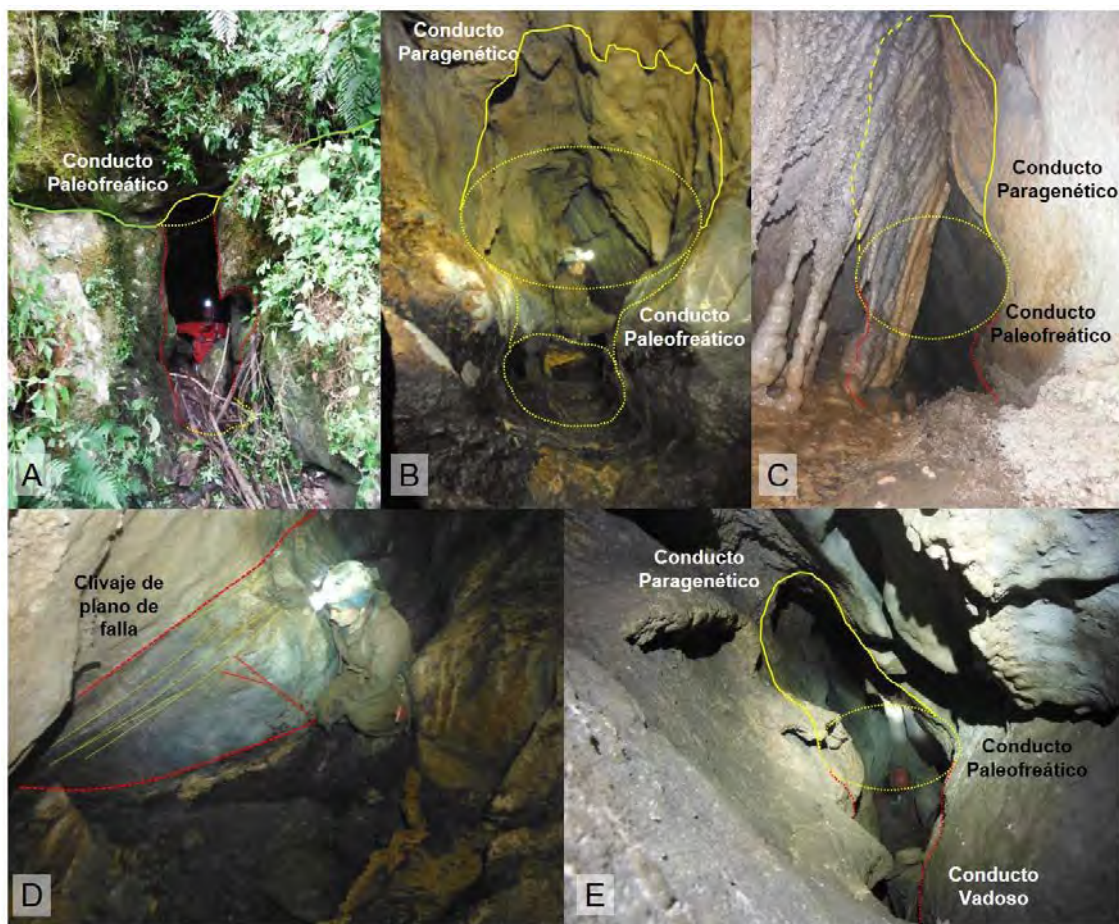 Conducto
Paleofreático
A
Conducto
Paragenético
Conducto
Paleofreático
B
Conducto
Paragenético
Conducto
Paleofreático
C
Clivaje de
plano de
falla
D
Conducto
Paragenético
Conducto
Paleofreático
Conducto
Vadoso
E